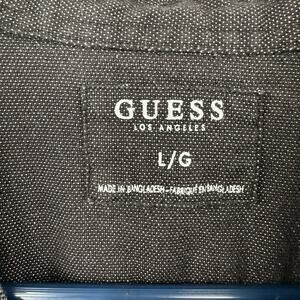 GUESS
LOS ANGELES
L/G
MADE IN BANGLADESH - FABRIQUÉ EN BANGLADESH